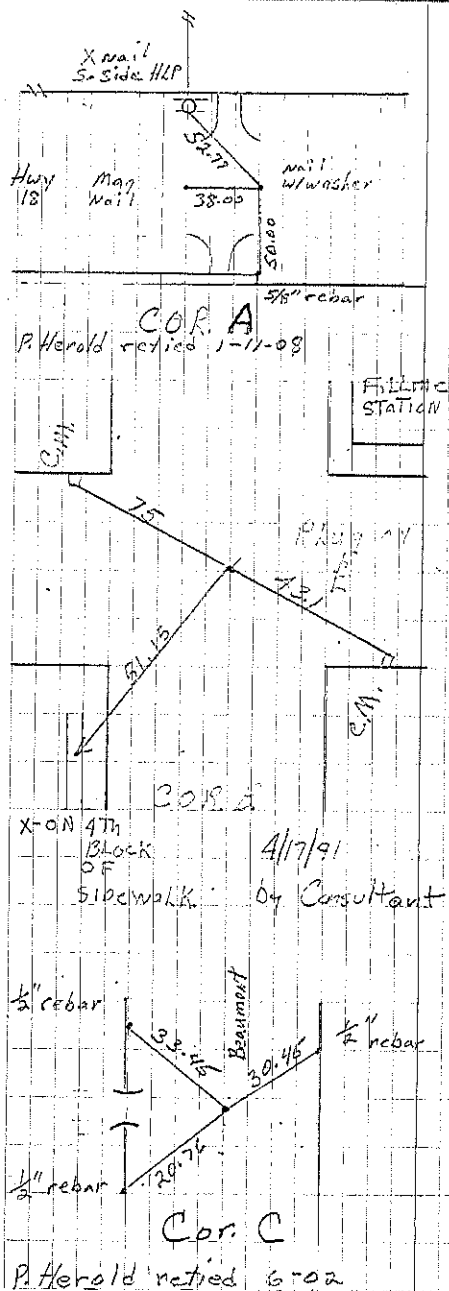 X nail
S. side HLP
52.77
Hwy
18
Mag
Nail
38.00
nail
w/washer
50.00
5/8" rebar
COR. A
P. Herold retied 1-11-08
STATION
C.M.
75
73.1
C.M.
COR.
X-ON 4Th
BLOCK
OF
SIDEWALK
4/17/91
by Consultant
1/2" rebar
33.46
Beaumont
30.45
1/2" rebar
20.76
1/2" rebar
Cor. C
P. Herold retied 6-02